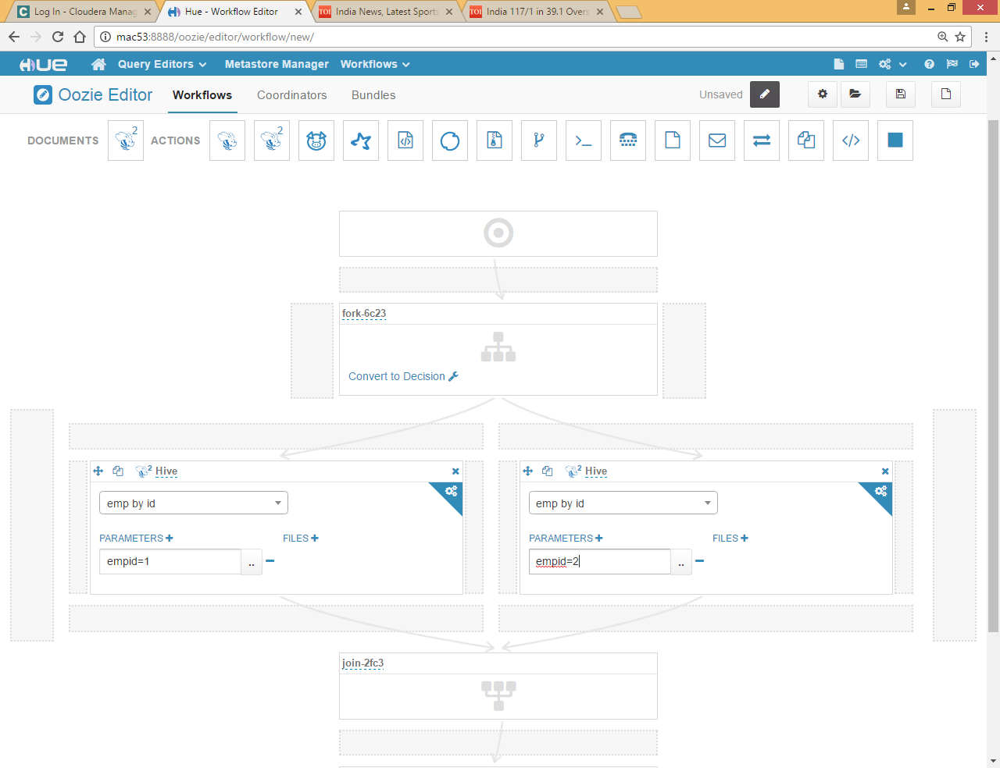 Log In - Cloudera Manag
Hue - Workflow Editor
TOI India News, Latest Sports
TOI India 117/1 in 39.1 Overs
mac53:8888/oozie/editor/workflow/new/
HUE
Query Editors
Metastore Manager
Workflows
Oozie Editor
Workflows
Coordinators
Bundles
Unsaved
DOCUMENTS
2
ACTIONS
2
fork-6c23
Convert to Decision
2 Hive
2 Hive
emp by id
emp by id
PARAMETERS
FILES
PARAMETERS
FILES
empid=1
..
empid=2
..
join-2fc3